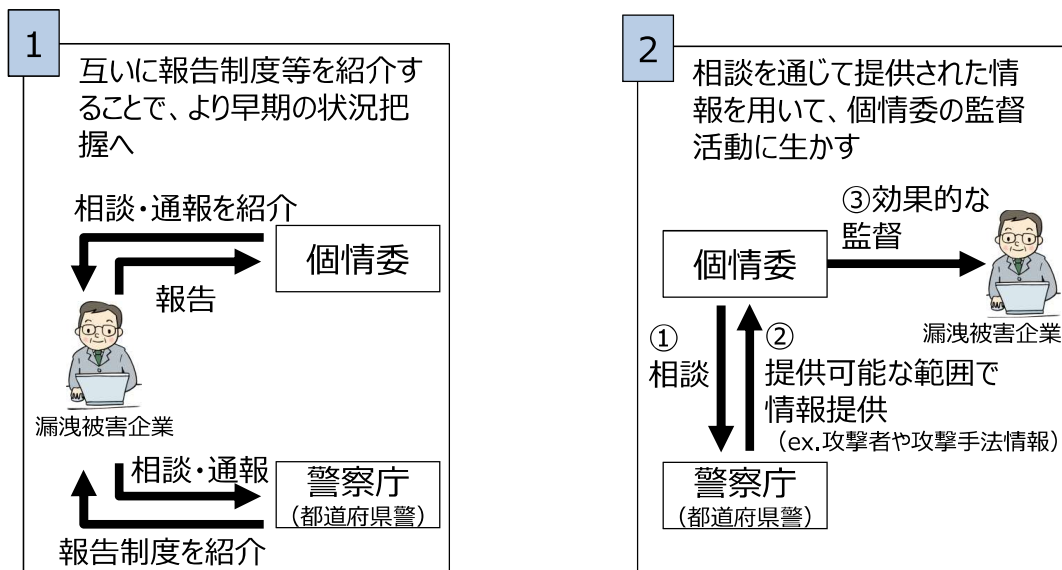 1
互いに報告制度等を紹介す
ることで、より早期の状況把
握へ
相談・通報を紹介
個情委
報告
漏洩被害企業
相談・通報
警察庁
（都道府県警）
報告制度を紹介
2
相談を通じて提供された情
報を用いて、個情委の監督
活動に生かす
③効果的な
監督
個情委
漏洩被害企業
①
相談
②
提供可能な範囲で
情報提供
（ex.攻撃者や攻撃手法情報）
警察庁
（都道府県警）